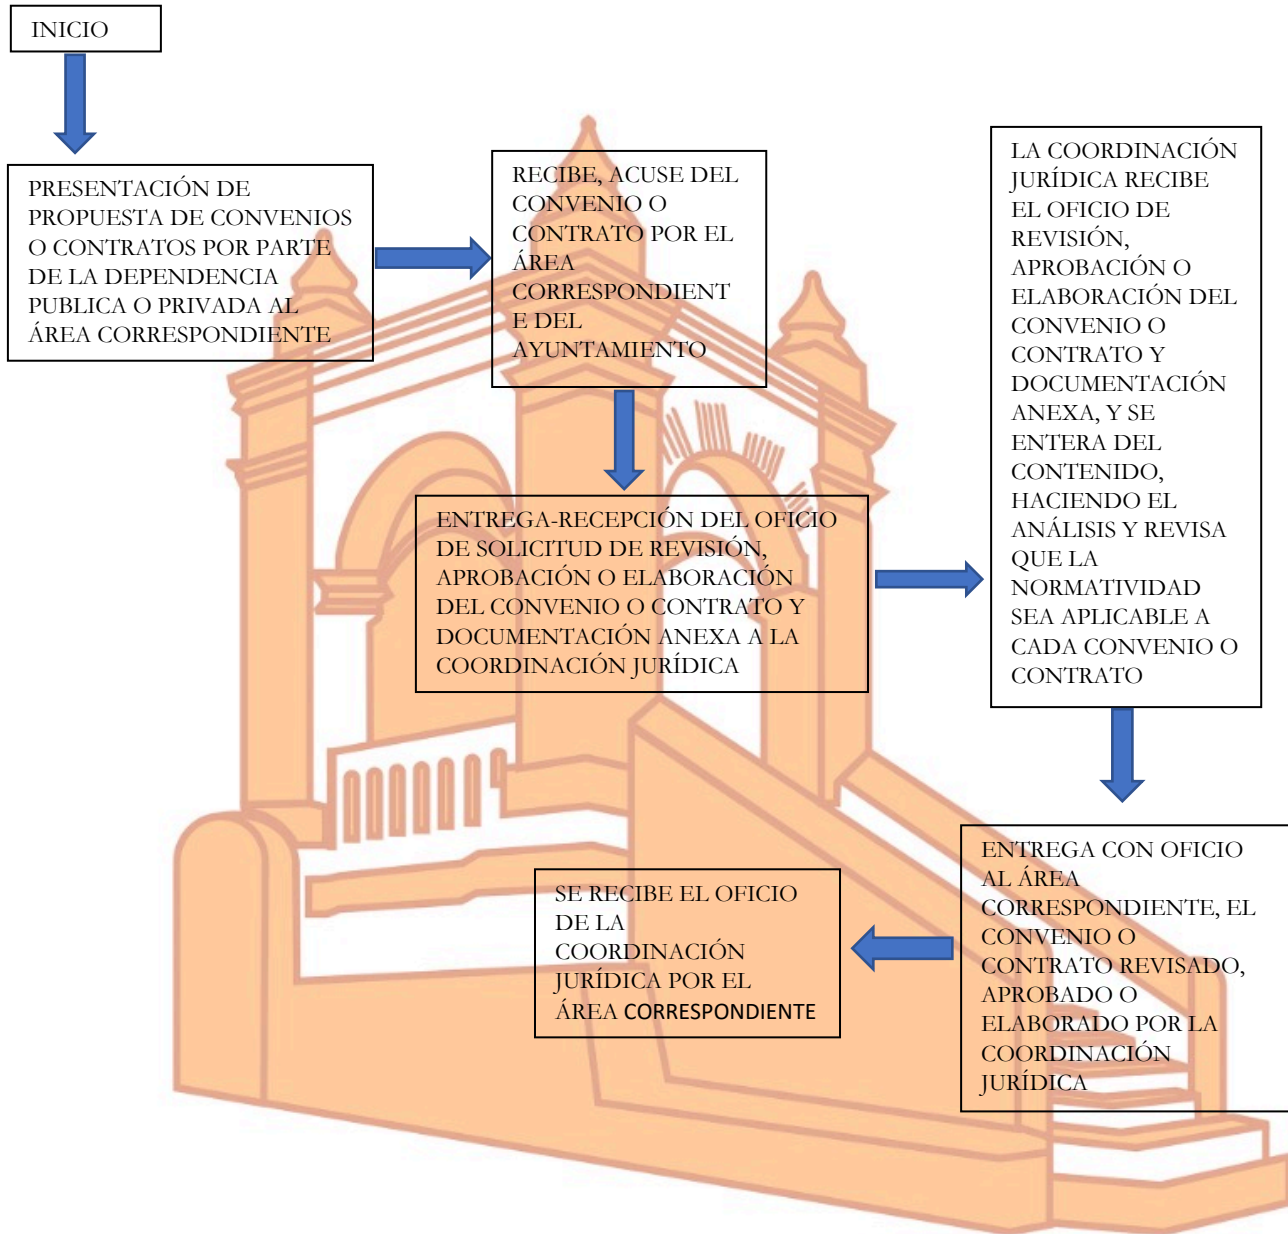 INICIO
PRESENTACIÓN DE
PROPUESTA DE CONVENIOS
O CONTRATOS POR PARTE
DE LA DEPENDENCIA
PUBLICA O PRIVADA AL
ÁREA CORRESPONDIENTE
RECIBE, ACUSE DEL
CONVENIO O
CONTRATO POR EL
ÁREA
CORRESPONDIENT
E DEL
AYUNTAMIENTO
ENTREGA-RECEPCIÓN DEL OFICIO
DE SOLICITUD DE REVISIÓN,
APROBACIÓN O ELABORACIÓN
DEL CONVENIO O CONTRATO Y
DOCUMENTACIÓN ANEXA A LA
COORDINACIÓN JURÍDICA
LA COORDINACIÓN
JURÍDICA RECIBE
EL OFICIO DE
REVISIÓN,
APROBACIÓN O
ELABORACIÓN DEL
CONVENIO O
CONTRATO Y
DOCUMENTACIÓN
ANEXA, Y SE
ENTERA DEL
CONTENIDO,
HACIENDO EL
ANÁLISIS Y REVISA
QUE LA
NORMATIVIDAD
SEA APLICABLE A
CADA CONVENIO O
CONTRATO
ENTREGA CON OFICIO
AL ÁREA
CORRESPONDIENTE, EL
CONVENIO O
CONTRATO REVISADO,
APROBADO O
ELABORADO POR LA
COORDINACIÓN
JURÍDICA
SE RECIBE EL OFICIO
DE LA
COORDINACIÓN
JURÍDICA POR EL
ÁREA CORRESPONDIENTE